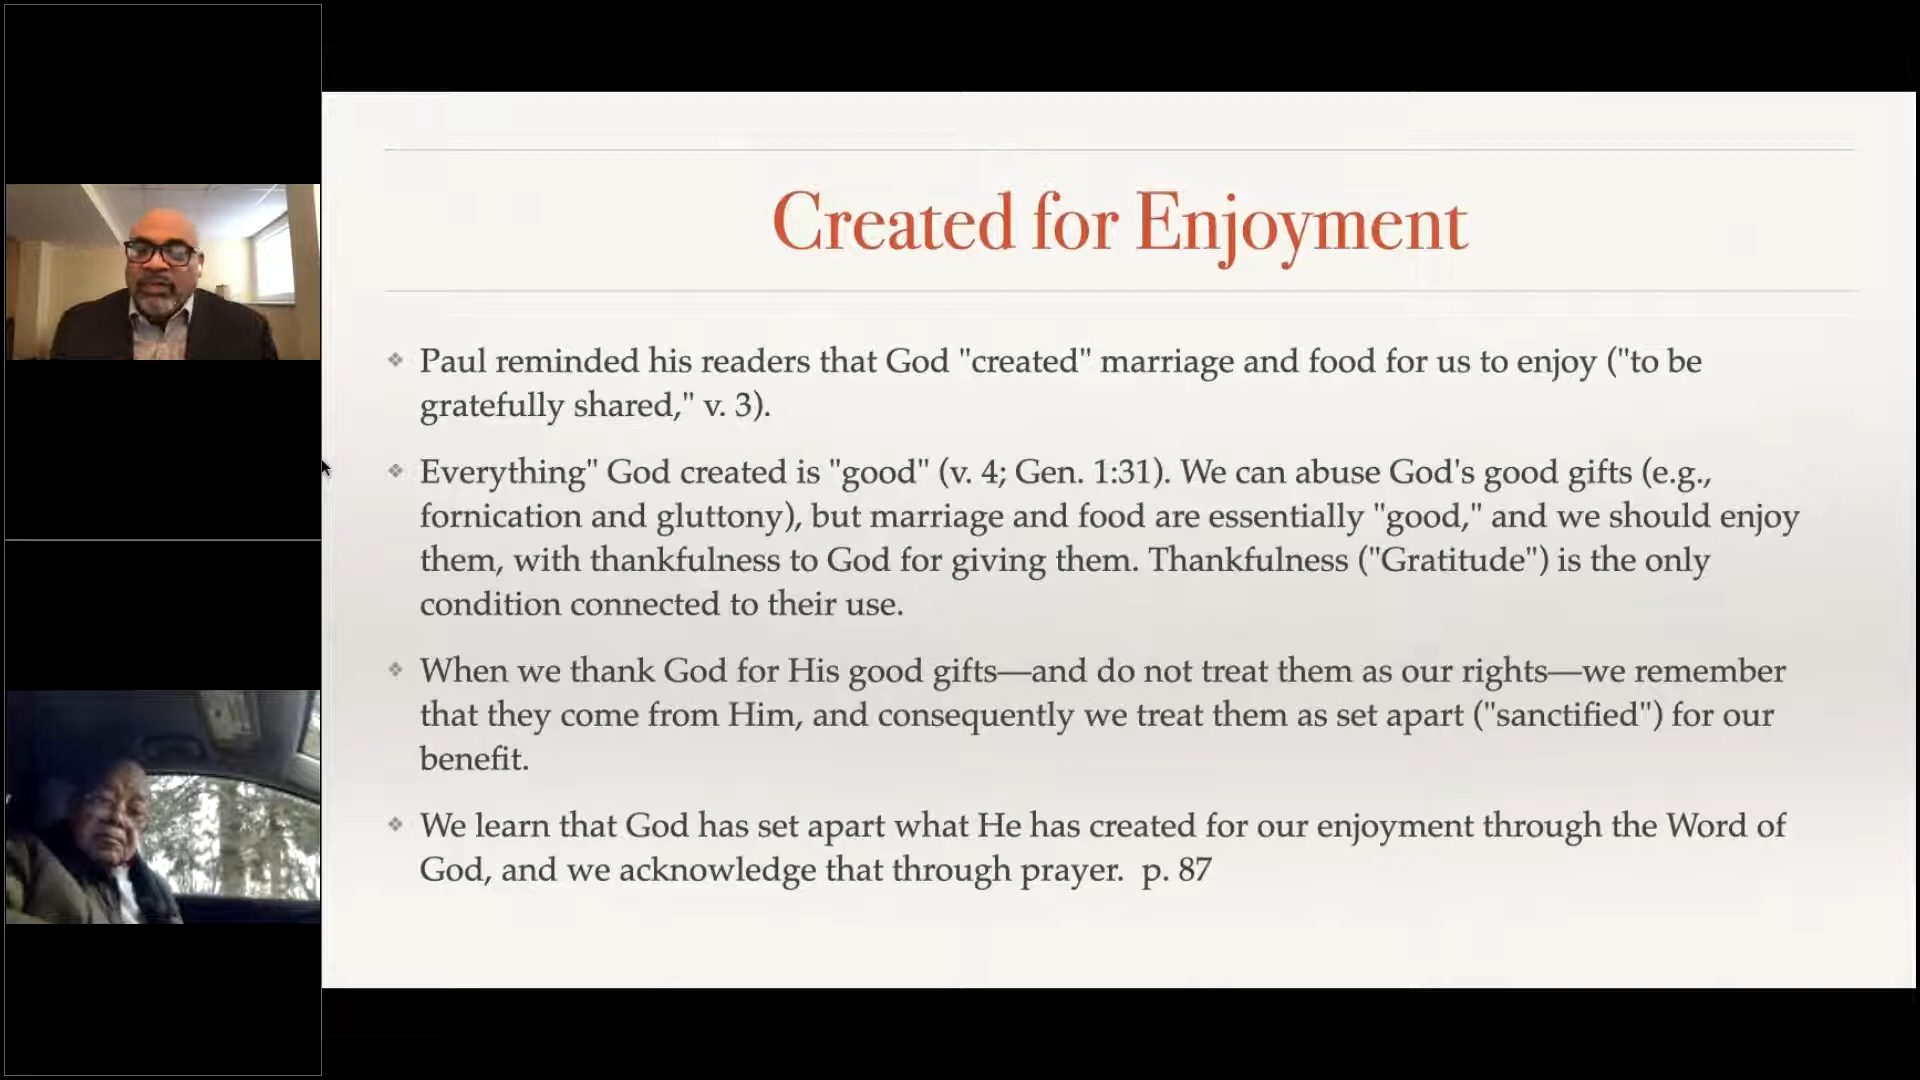 Created for Enjoyment
Paul reminded his readers that God "created" marriage and food for us to enjoy ("to be
gratefully shared," v. 3).
Everything" God created is "good" (v. 4; Gen. 1:31). We can abuse God's good gifts (e.g.,
fornication and gluttony), but marriage and food are essentially "good," and we should enjoy
them, with thankfulness to God for giving them. Thankfulness ("Gratitude") is the only
condition connected to their use.
When we thank God for His good gifts—and do not treat them as our rights—we remember
that they come from Him, and consequently we treat them as set apart ("sanctified") for our
benefit.
We learn that God has set apart what He has created for our enjoyment through the Word of
God, and we acknowledge that through prayer. p. 87